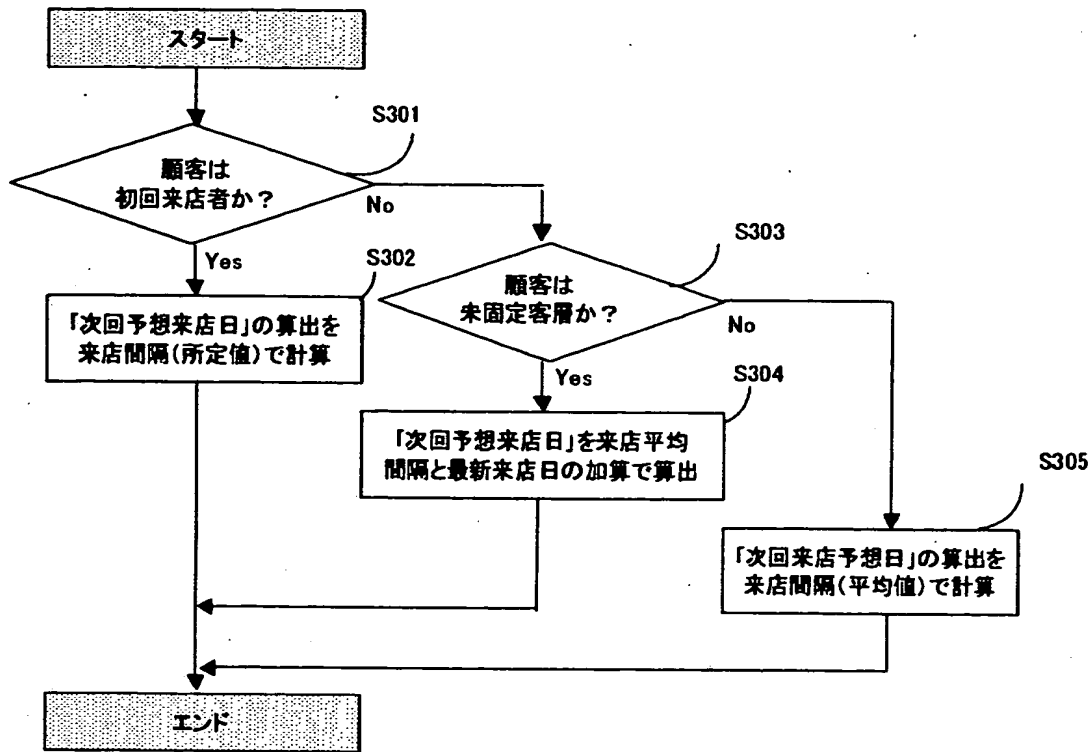 スタート
S301
顧客は
初回来店者か？
No
Yes
S302
「次回予想来店日」の算出を
来店間隔(所定値)で計算
S303
顧客は
未固定客層か？
No
Yes
S304
「次回予想来店日」を来店平均
間隔と最新来店日の加算で算出
S305
「次回来店予想日」の算出を
来店間隔(平均値)で計算
エンド